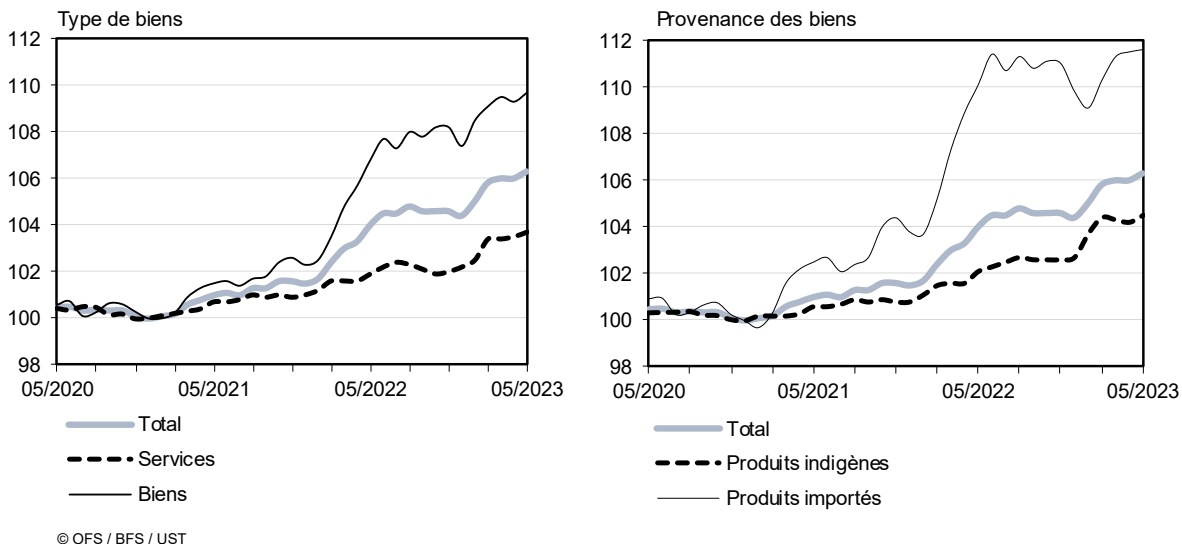 Type de biens
112
110
108
106
104
102
100
98
05/2020 05/2021 05/2022 05/2023
Total
Services
Biens
Provenance des biens
112
110
108
106
104
102
100
98
05/2020 05/2021 05/2022 05/2023
Total
Produits indigènes
Produits importés
© OFS / BFS / UST